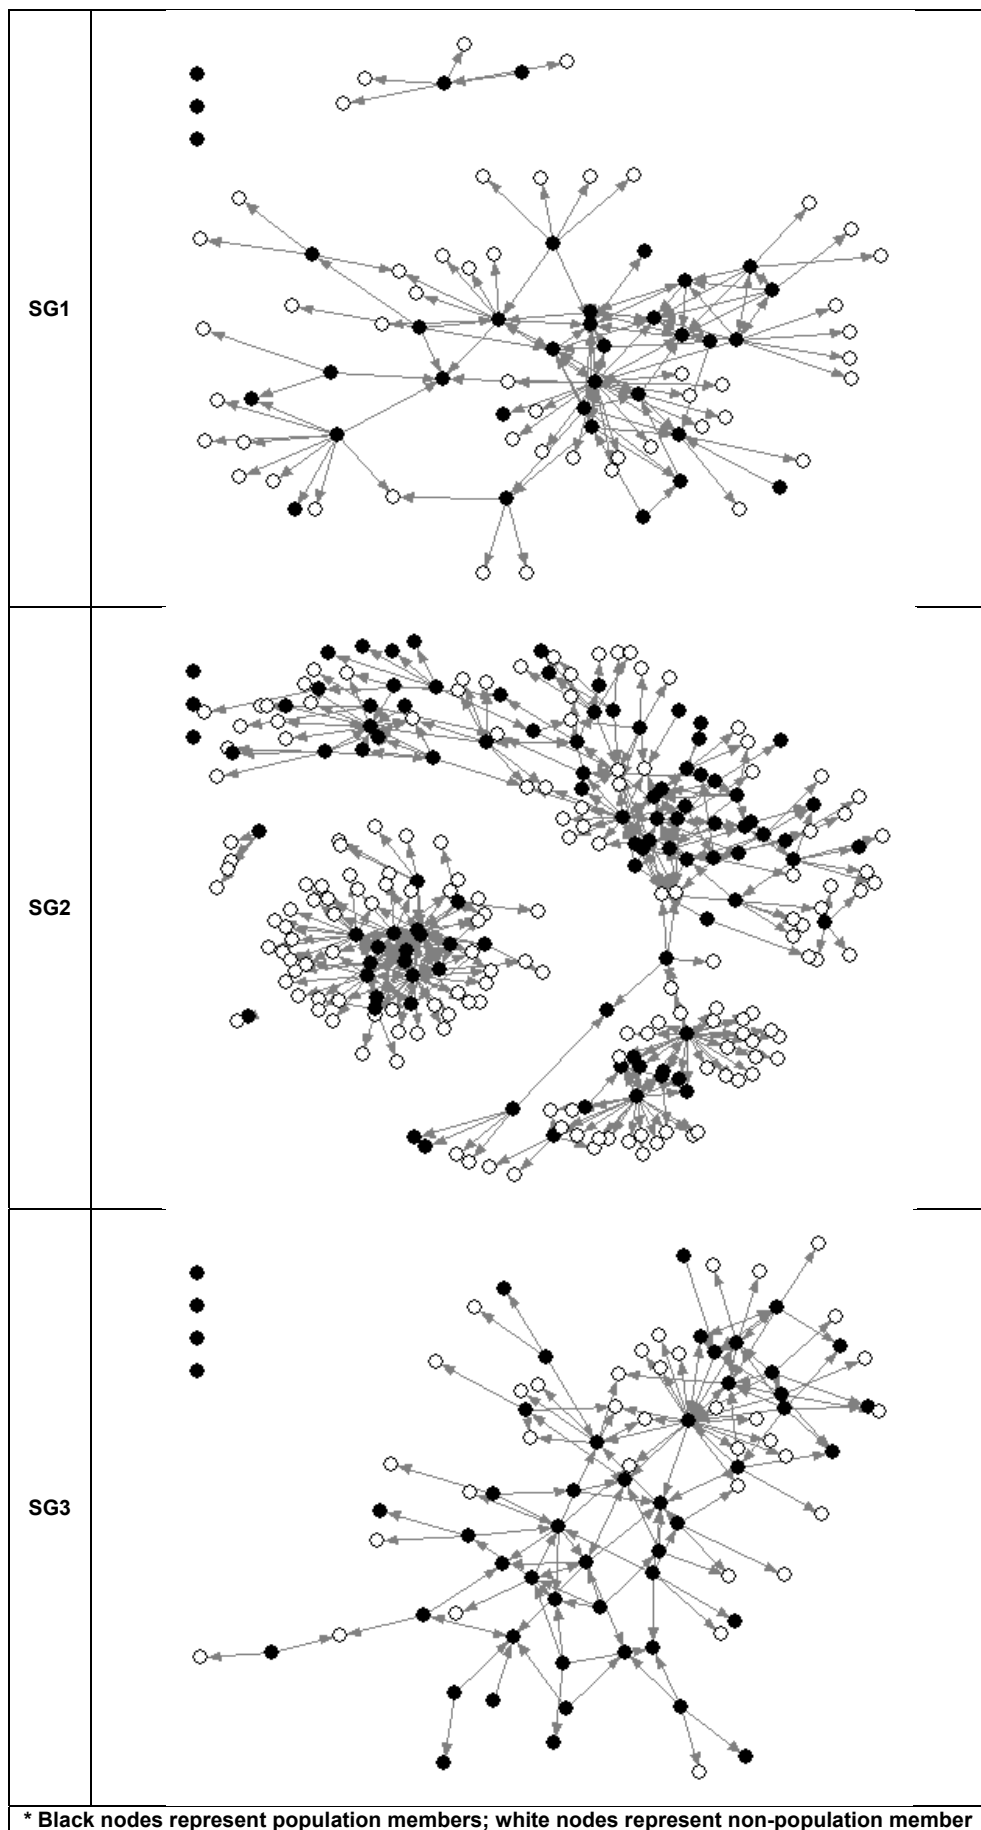 SG1
SG2
SG3
* Black nodes represent population members; white nodes represent non-population member